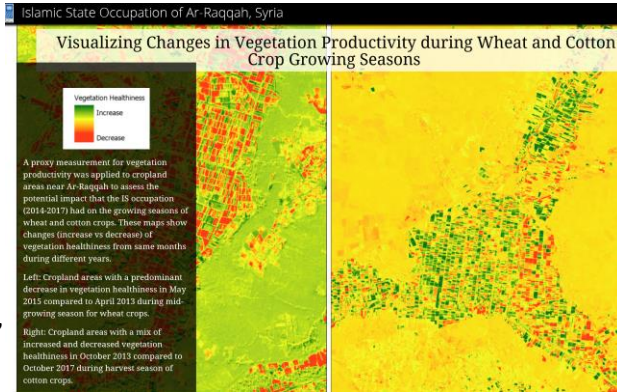 Islamic State Occupation of Ar-Raqqah, Syria
Visualizing Changes in Vegetation Productivity during Wheat and Cotton
Crop Growing Seasons
Vegetation Healthiness
Increase
Decrease
A proxy measurement for vegetation
productivity was applied to cropland
areas near Ar-Raqqah to assess the
potential impact that the IS occupation
(2014-2017) had on the growing seasons of
wheat and cotton crops. These maps show
changes (increase vs decrease) of
vegetation healthiness from same months
during different years.
Left: Cropland areas with a predominant
decrease in vegetation healthiness in May
2015 compared to April 2013 during mid-
growing season for wheat crops.
Right: Cropland areas with a mix of
increased and decreased vegetation
healthiness in October 2013 compared to
October 2017 during harvest season of
cotton crops.